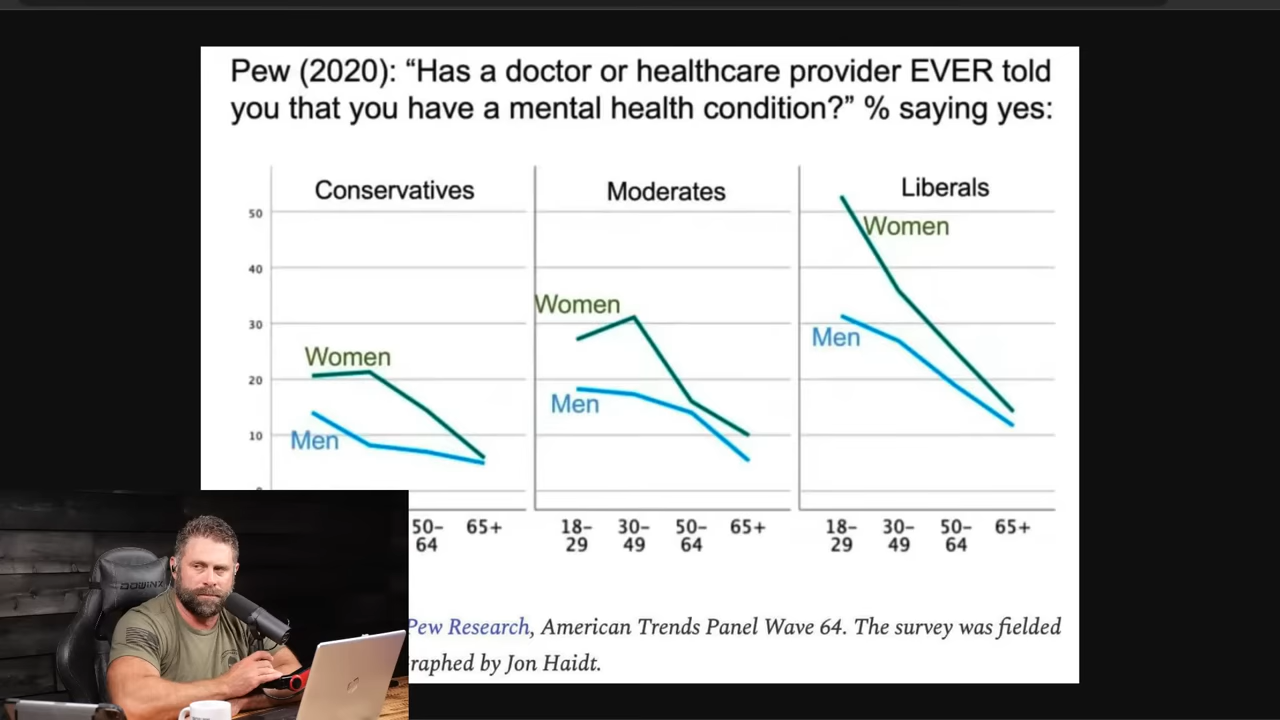 Pew (2020): “Has a doctor or healthcare provider EVER told
you that you have a mental health condition?” % saying yes:
Conservatives
Moderates
Liberals
50
40
30
20
10
Women
Men
Women
Men
Women
Men
50–
64
65+
18–
29
30–
49
50–
64
65+
18–
29
30–
49
50–
64
65+
Pew Research, American Trends Panel Wave 64. The survey was fielded
raphed by Jon Haidt.
DOWINX
hp